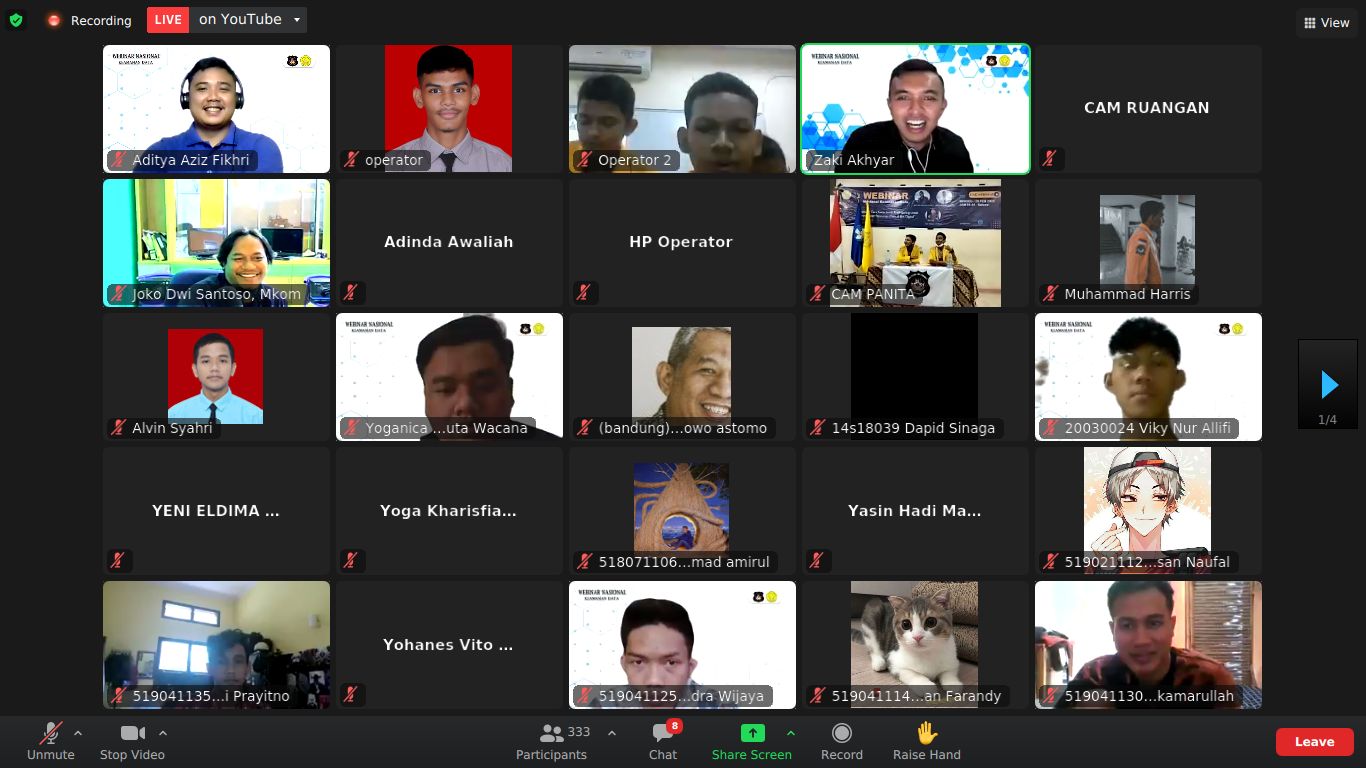 Recording
LIVE on YouTube
View
WEBINAR NASIONAL
KEAMANAN DATA
Aditya Aziz Fikhri
operator
Operator 2
WEBINAR NASIONAL
KEAMANAN DATA
Zaki Akhyar
CAM RUANGAN
Joko Dwi Santoso, Mkom
Adinda Awaliah
HP Operator
WEBINAR
CAM PANITA
Muhammad Harris
Alvin Syahri
WEBINAR NASIONAL
KEAMANAN DATA
Yoganica ...uta Wacana
(bandung)...owo astomo
14s18039 Dapid Sinaga
WEBINAR NASIONAL
KEAMANAN DATA
20030024 Viky Nur Allifi
1/4
YENI ELDIMA ...
Yoga Kharisfia...
518071106...mad amirul
Yasin Hadi Ma...
519021112...san Naufal
519041135...i Prayitno
Yohanes Vito ...
WEBINAR NASIONAL
KEAMANAN DATA
519041125...dra Wijaya
519041114...an Farandy
519041130...kamarullah
Unmute
Stop Video
333
Participants
8
Chat
Share Screen
Record
Raise Hand
Leave